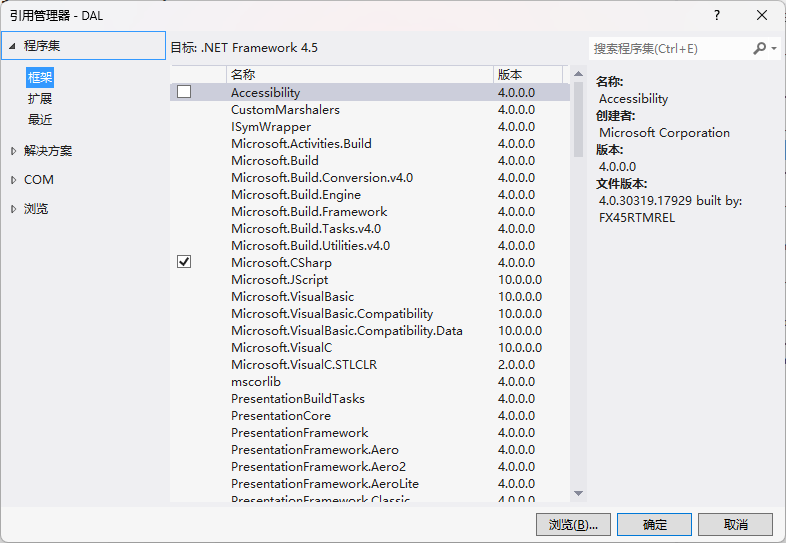 引用管理器 - DAL
程序集
框架
扩展
最近
解决方案
COM
浏览
目标: .NET Framework 4.5
搜索程序集(Ctrl+E)
名称 版本
Accessibility 4.0.0.0
CustomMarshalers 4.0.0.0
ISymWrapper 4.0.0.0
Microsoft.Activities.Build 4.0.0.0
Microsoft.Build 4.0.0.0
Microsoft.Build.Conversion.v4.0 4.0.0.0
Microsoft.Build.Engine 4.0.0.0
Microsoft.Build.Framework 4.0.0.0
Microsoft.Build.Tasks.v4.0 4.0.0.0
Microsoft.Build.Utilities.v4.0 4.0.0.0
Microsoft.CSharp 4.0.0.0
Microsoft.JScript 10.0.0.0
Microsoft.VisualBasic 10.0.0.0
Microsoft.VisualBasic.Compatibility 10.0.0.0
Microsoft.VisualBasic.Compatibility.Data 10.0.0.0
Microsoft.VisualC 10.0.0.0
Microsoft.VisualC.STLCLR 2.0.0.0
mscorlib 4.0.0.0
PresentationBuildTasks 4.0.0.0
PresentationCore 4.0.0.0
PresentationFramework 4.0.0.0
PresentationFramework.Aero 4.0.0.0
PresentationFramework.Aero2 4.0.0.0
PresentationFramework.AeroLite 4.0.0.0
PresentationFramework.Classic 4.0.0.0
名称:
Accessibility
创建者:
Microsoft Corporation
版本:
4.0.0.0
文件版本:
4.0.30319.17929 built by:
FX45RTMREL
浏览(B)... 确定 取消